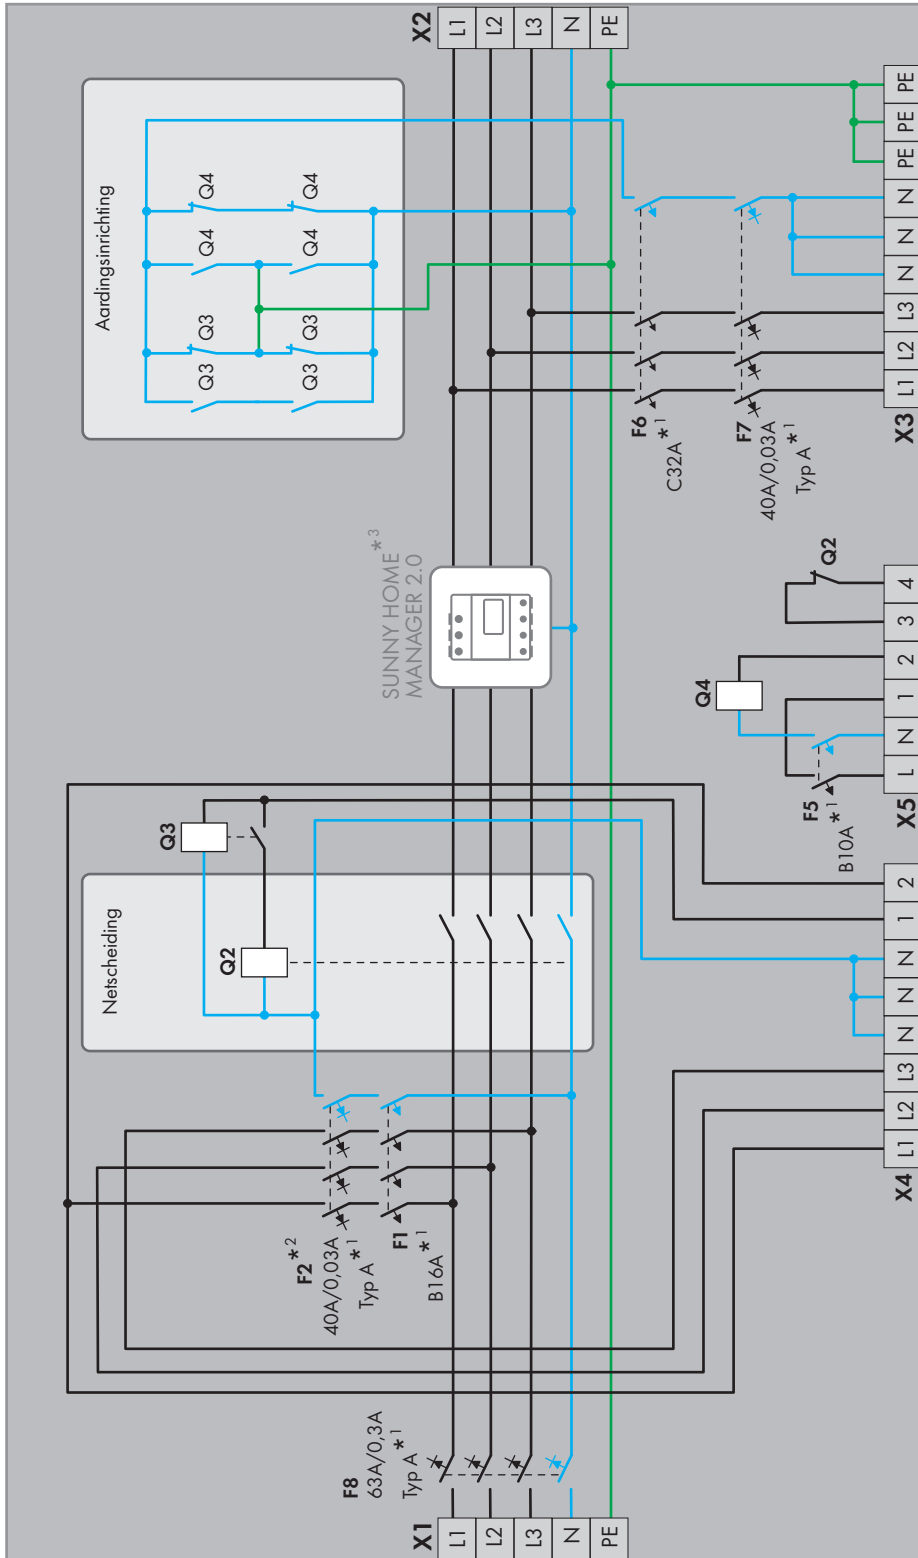 X2
L1
L2
L3
N
PE
Aardingsinrichting
Q4
Q4
Q4
Q4
Q3
Q3
Q3
Q3
SUNNY HOME *3
MANAGER 2.0
F6
C32A *1
F7
40A/0,03A
Typ A *1
PE
PE
PE
N
N
N
L3
L2
L1
X3
Q2
Q4
F5
B10A *1
4
3
2
1
N
L
X5
Netscheiding
Q3
Q2
2
1
N
N
N
L3
L2
L1
X4
F2 *2
40A/0,03A
Typ A *1
F1
B16A *1
F8
63A/0,3A
Typ A *1
X1
L1
L2
L3
N
PE